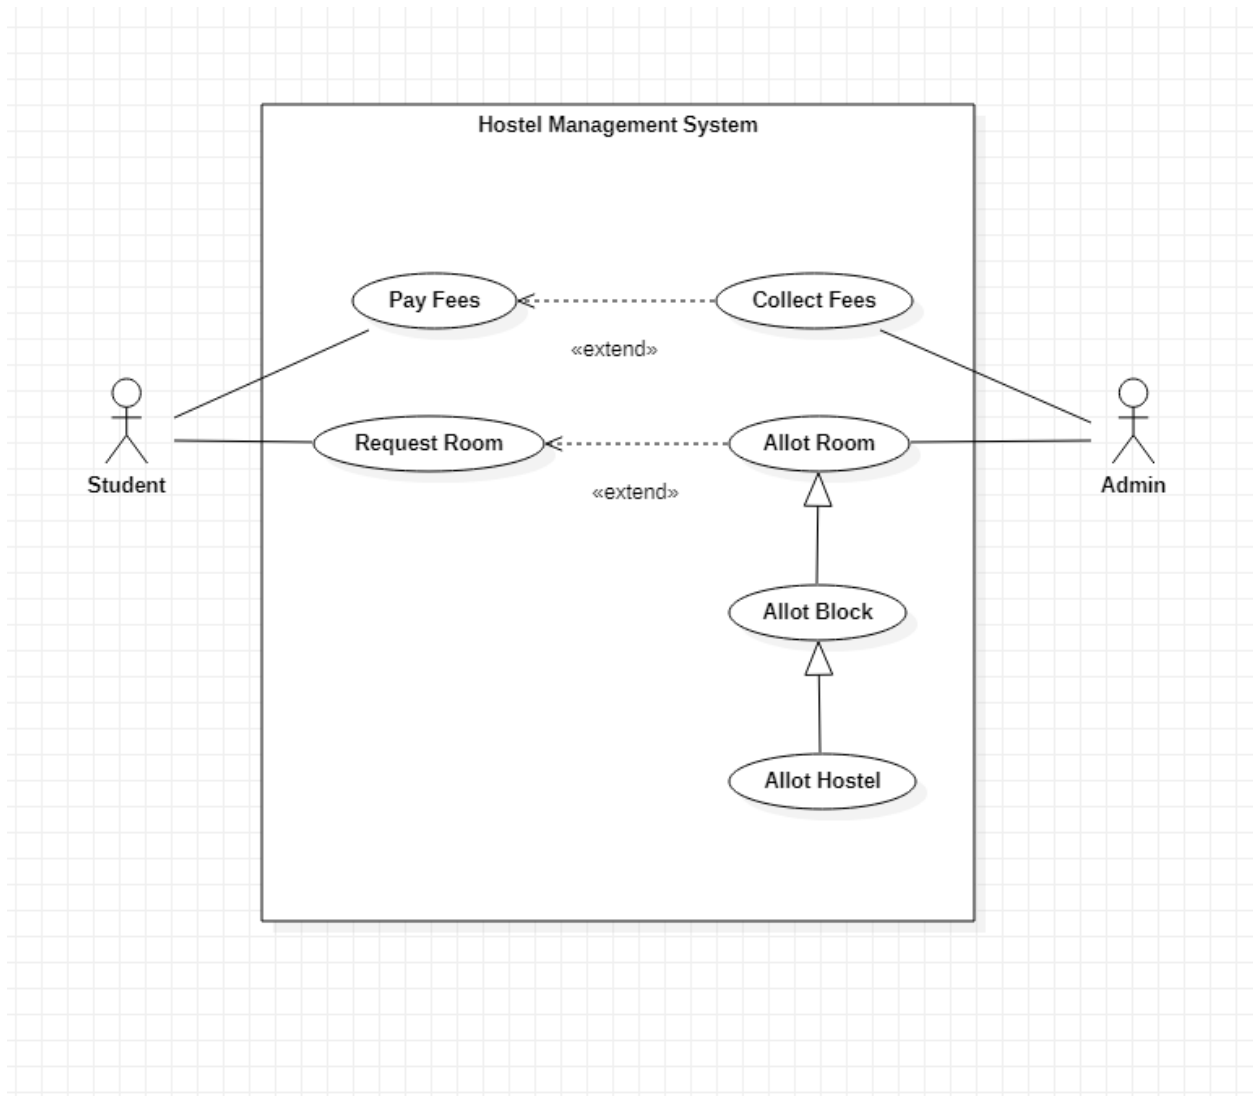 Hostel Management System
Pay Fees
Collect Fees
«extend»
Request Room
Allot Room
Student
Admin
«extend»
Allot Block
Allot Hostel